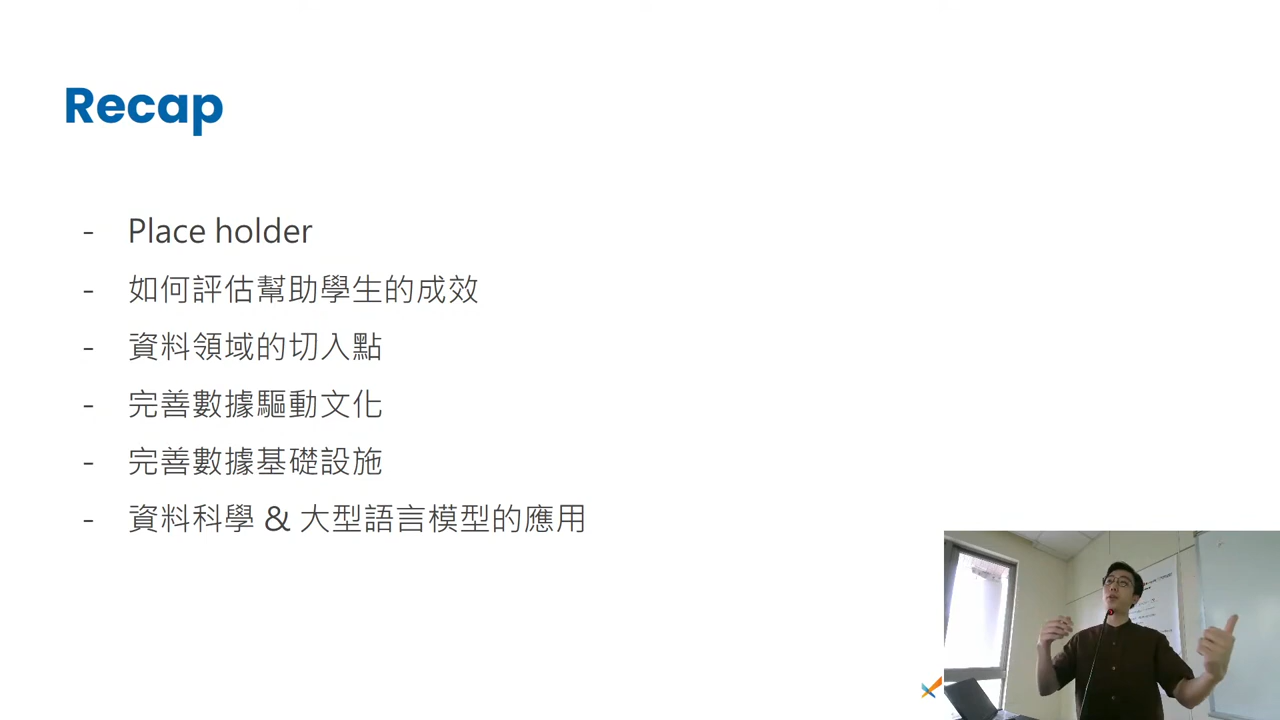 Recap
- Place holder
- 如何評估幫助學生的成效
- 資料領域的切入點
- 完善數據驅動文化
- 完善數據基礎設施
- 資料科學 & 大型語言模型的應用